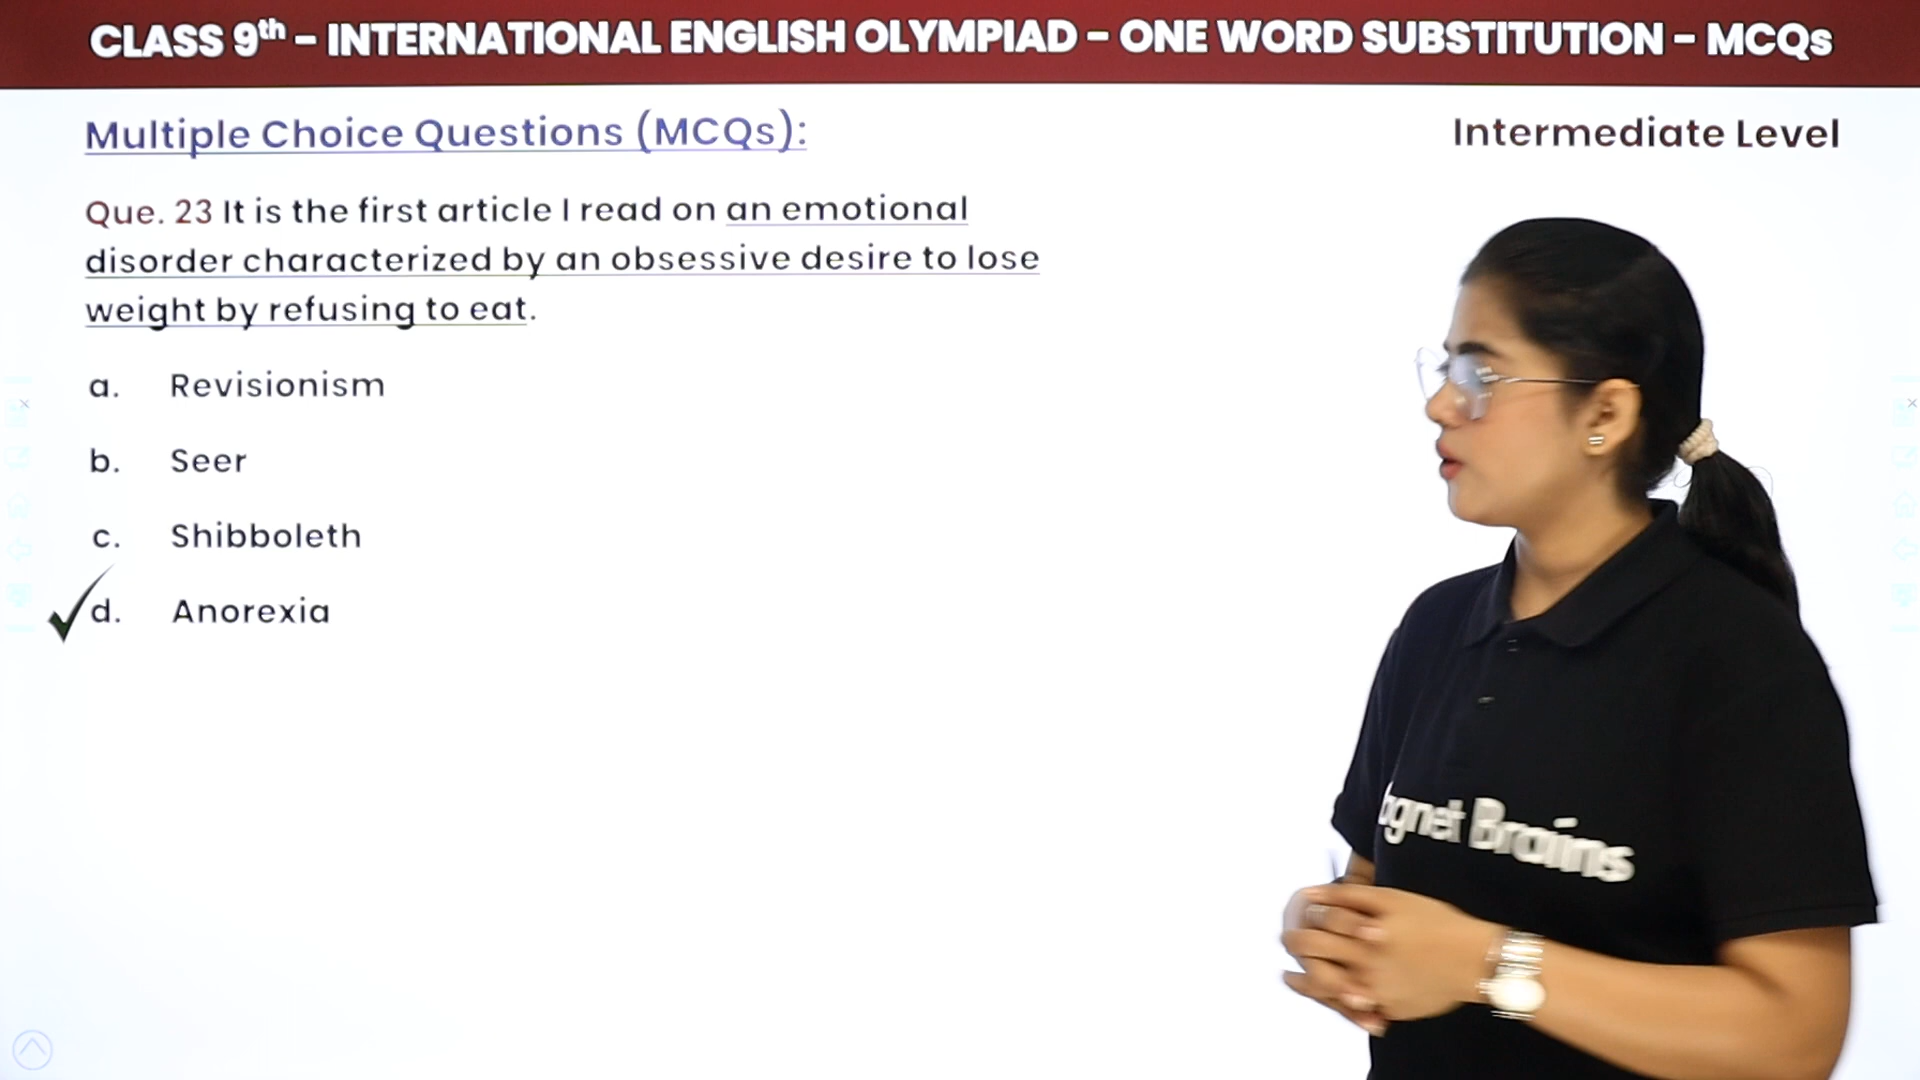 CLASS 9th – INTERNATIONAL ENGLISH OLYMPIAD – ONE WORD SUBSTITUTION – MCQs
Multiple Choice Questions (MCQs):
Intermediate Level
Que. 23 It is the first article I read on an emotional
disorder characterized by an obsessive desire to lose
weight by refusing to eat.
a. Revisionism
b. Seer
c. Shibboleth
d. Anorexia
agnet Brains